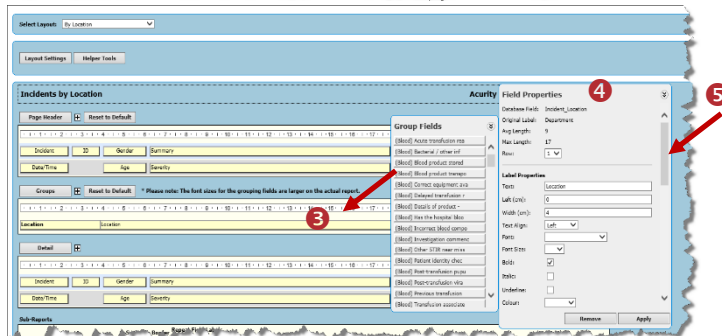 Select Layout: By Location
Layout Settings Helper Tools
Incidents by Location
Acurity
Page Header Reset to Default
Incident ID Gender Summary
Date/Time Age Severity
Groups Reset to Default * Please note: The font sizes for the grouping fields are larger on the actual report.
Location Location
Detail
Incident ID Gender Summary
Date/Time Age Severity
Sub-Reports
Group Fields
(Blood) Acute transfusion rea
(Blood) Bacterial / other inf
(Blood) Blood product stored
(Blood) Blood product transpo
(Blood) Correct equipment ava
(Blood) Delayed transfusion r
(Blood) Details of product -
(Blood) Has the hospital bloo
(Blood) Incorrect blood compo
(Blood) Investigation comment
(Blood) Other STIR near miss
(Blood) Patient identity chec
(Blood) Post-transfusion pupu
(Blood) Post-transfusion vira
(Blood) Previous transfusion
(Blood) Transfusion associate
3
Field Properties
4
5
Database Field: Incident_Location
Original Label: Department
Avg Length: 9
Max Length: 17
Row: 1
Label Properties
Text: Location
Left (cm): 0
Width (cm): 4
Text Align: Left
Font:
Font Size:
Bold:
Italic:
Underline:
Colour:
Remove Apply